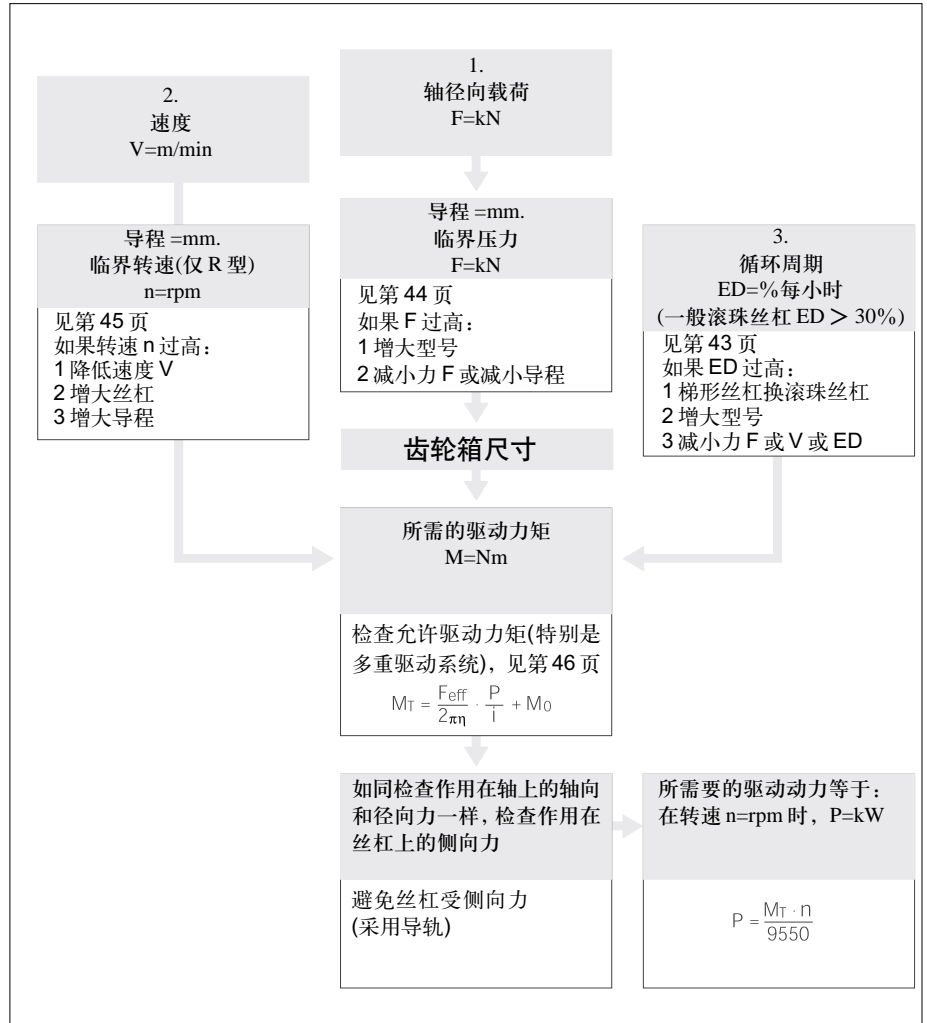 1.
轴径向载荷
F=kN
2.
速度
V=m/min
导程 =mm.
临界转速(仅 R 型)
n=rpm
见第 45 页
如果转速 n 过高：
1 降低速度 V
2 增大丝杠
3 增大导程
导程 =mm.
临界压力
F=kN
见第 44 页
如果 F 过高：
1 增大型号
2 减小力 F 或减小导程
3.
循环周期
ED=%每小时
(一般滚珠丝杠 ED＞30%)
见第 43 页
如果 ED 过高：
1 梯形丝杠换滚珠丝杠
2 增大型号
3 减小力 F 或 V 或 ED
齿轮箱尺寸
所需的驱动力矩
M=Nm
检查允许驱动力矩(特别是
多重驱动系统)，见第 46 页
MT = Feff/2πη · P/i + M0
如同检查作用在轴上的轴向
和径向力一样，检查作用在
丝杠上的侧向力
避免丝杠受侧向力
(采用导轨)
所需要的驱动动力等于：
在转速 n=rpm 时，P=kW
P = MT · n/9550